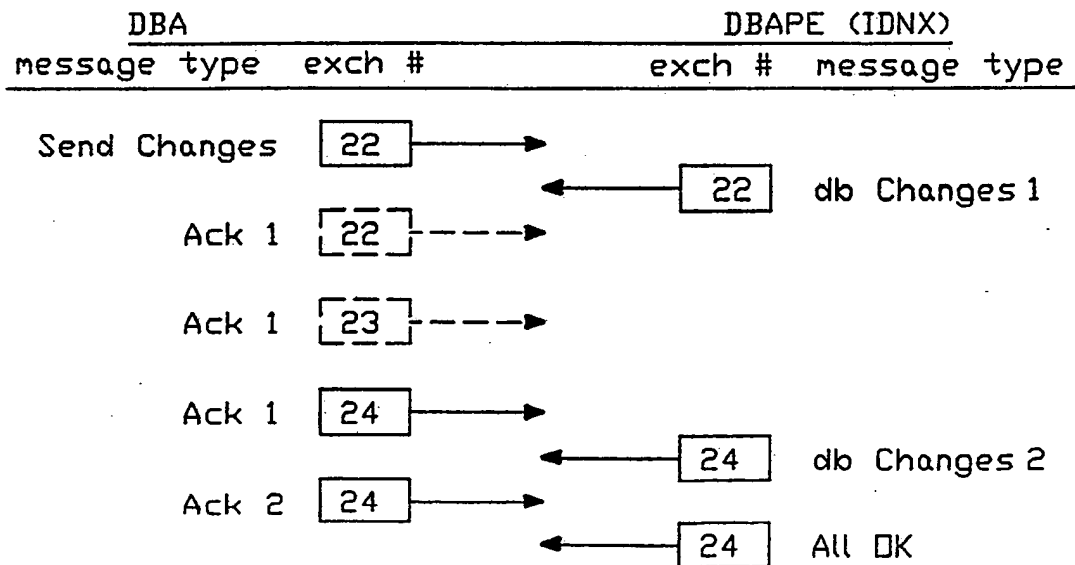 DBA DBAPE (IDNX)
message type exch # exch # message type
Send Changes 22
22 db Changes 1
Ack 1 22
Ack 1 23
Ack 1 24
24 db Changes 2
Ack 2 24
24 All OK